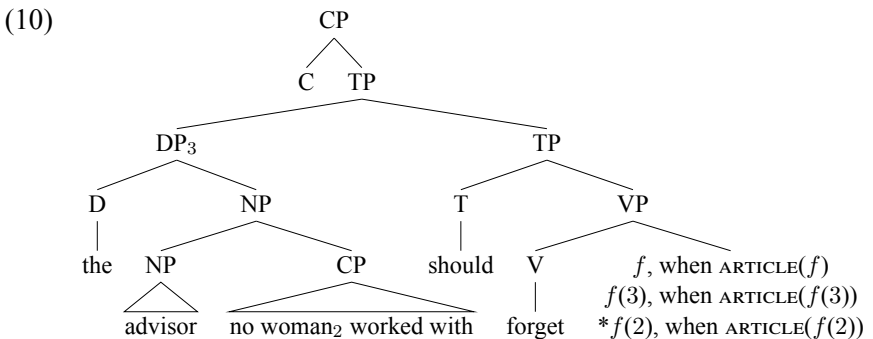 (10) CP
C TP
DP₃ TP
D NP T VP
the NP CP should V f, when ARTICLE(f)
f(3), when ARTICLE(f(3))
advisor no woman₂ worked with forget *f(2), when ARTICLE(f(2))